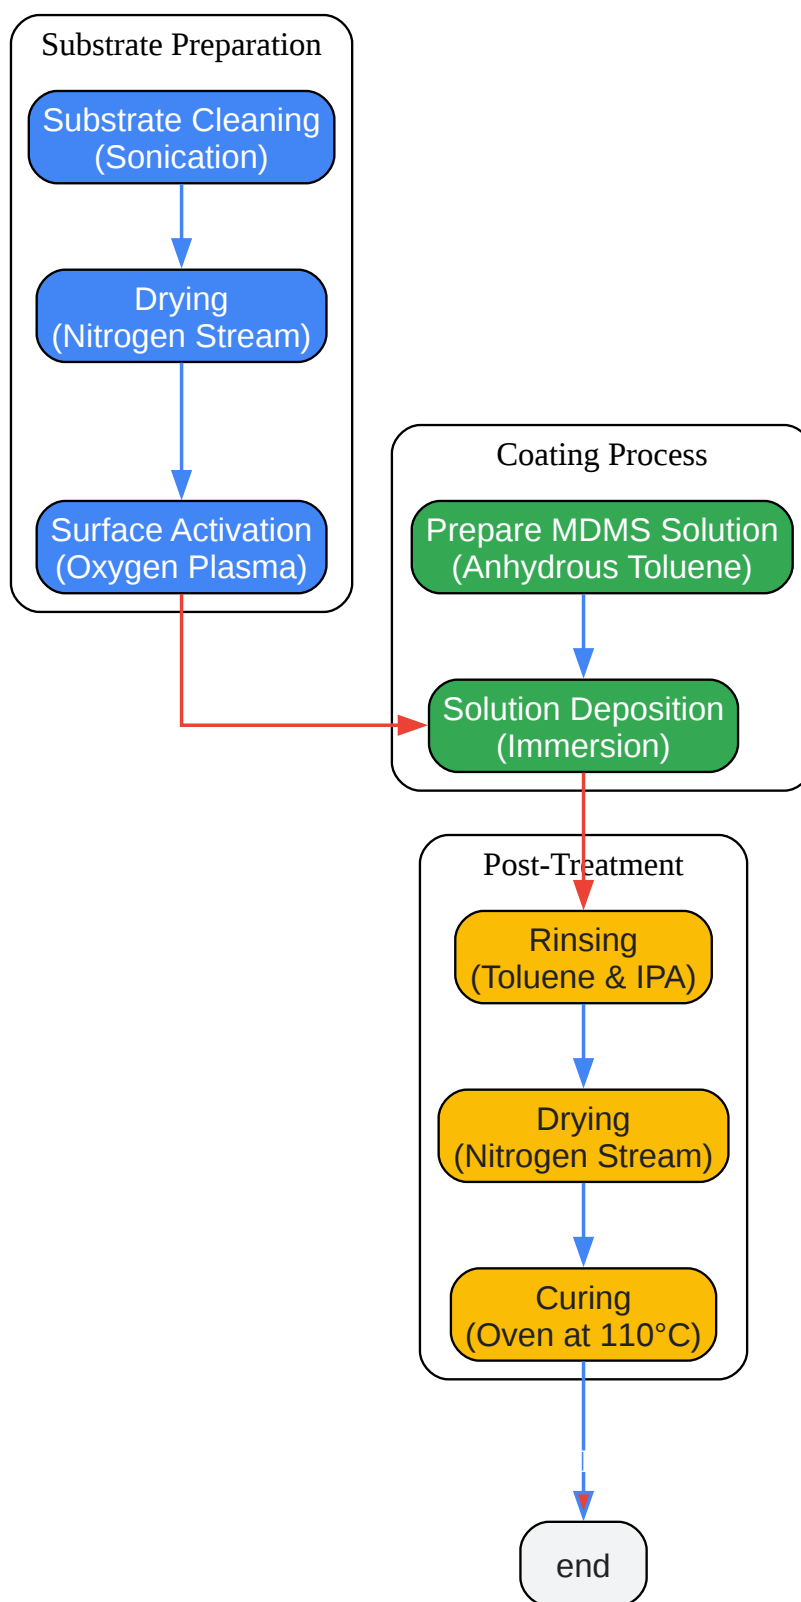 Substrate Preparation
Substrate Cleaning
(Sonication)
Drying
(Nitrogen Stream)
Surface Activation
(Oxygen Plasma)
Coating Process
Prepare MDMS Solution
(Anhydrous Toluene)
Solution Deposition
(Immersion)
Post-Treatment
Rinsing
(Toluene & IPA)
Drying
(Nitrogen Stream)
Curing
(Oven at 110°C)
end